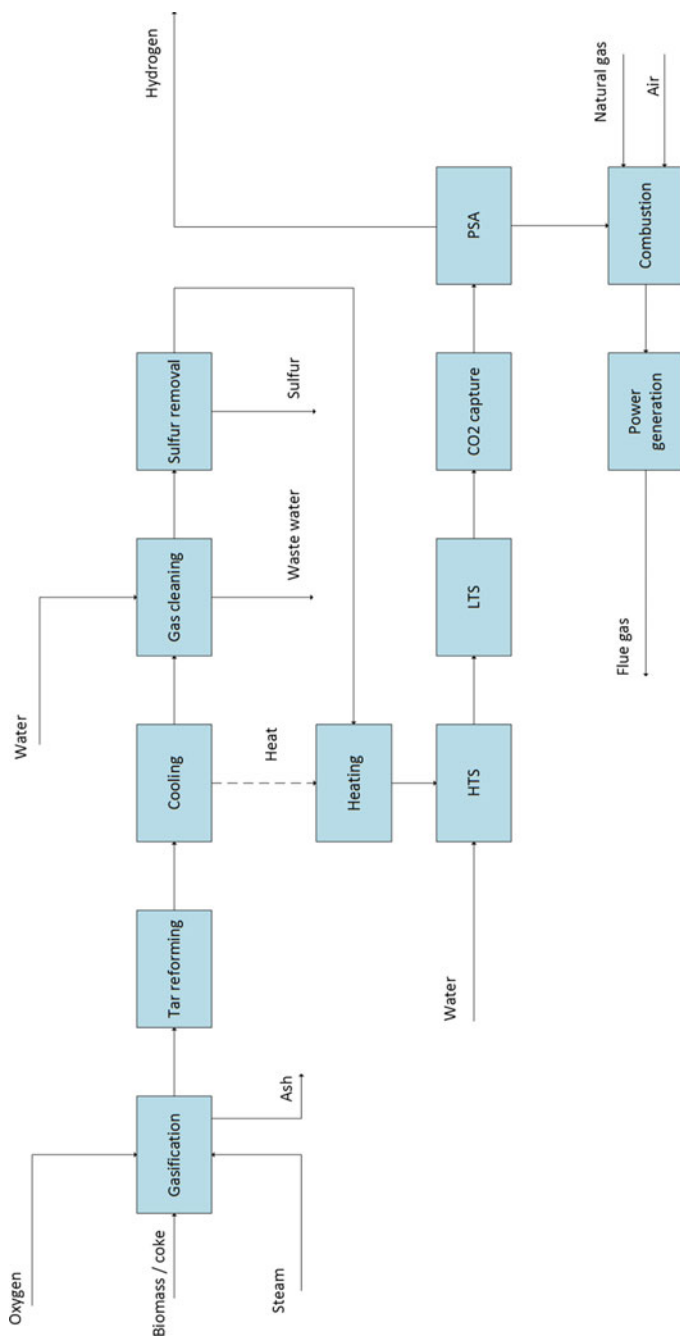 Oxygen
Biomass / coke
Steam
Gasification
Ash
Tar reforming
Water
Cooling
Heat
Gas cleaning
Waste water
Sulfur removal
Sulfur
Hydrogen
Heating
Water
HTS
LTS
CO2 capture
PSA
Natural gas
Air
Combustion
Power
generation
Flue gas